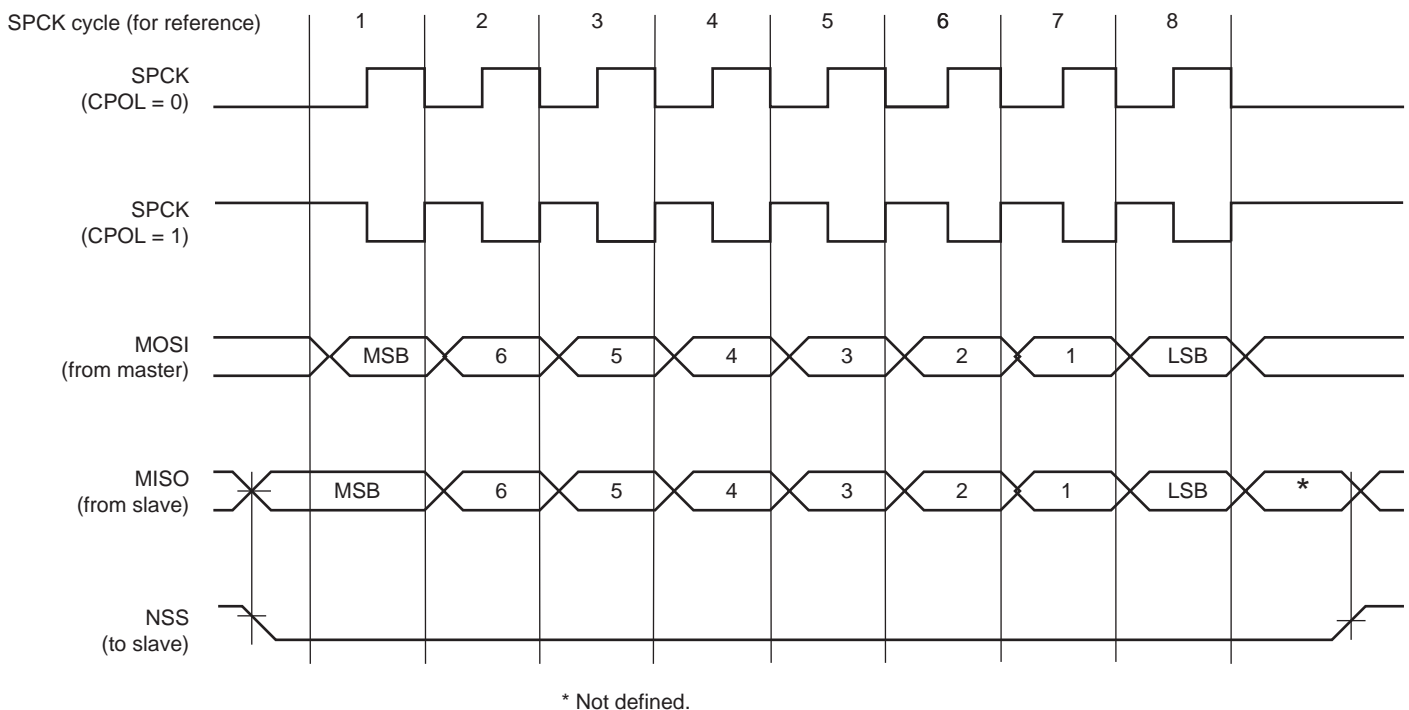 SPCK cycle (for reference) 1 2 3 4 5 6 7 8
SPCK
(CPOL = 0)
SPCK
(CPOL = 1)
MOSI
(from master)
MSB 6 5 4 3 2 1 LSB
MISO
(from slave)
MSB 6 5 4 3 2 1 LSB *
NSS
(to slave)
* Not defined.